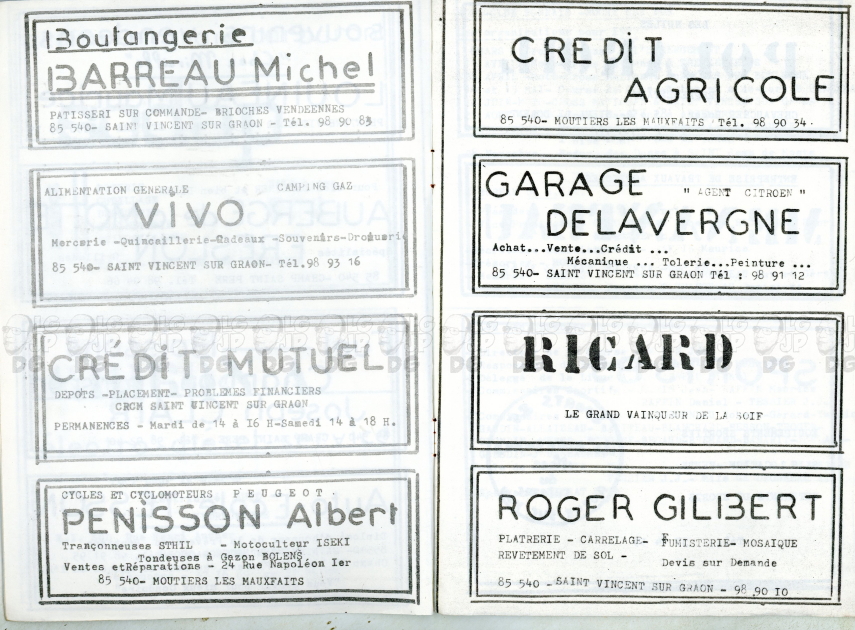 Boulangerie
BARREAU Michel
PATISSERI SUR COMMANDE- BRIOCHES VENDEENNES
85 540- SAINT VINCENT SUR GRAON - Tél. 98 90 83
ALIMENTATION GENERALE CAMPING GAZ
VIVO
Mercerie -Quincaillerie-Cadeaux -Souvenirs-Droguerie
85 540- SAINT VINCENT SUR GRAON- Tél.98 93 16
CRÉDIT MUTUEL
DEPOTS -PLACEMENT- PROBLEMES FINANCIERS
CRCM SAINT VINCENT SUR GRAON
PERMANENCES - Mardi de 14 à I6 H-Samedi 14 à 18 H.
CYCLES ET CYCLOMOTEURS PEUGEOT
PENISSON Albert
Tronçonneuses STHIL - Motoculteur ISEKI
Tondeuses à Gazon BOLENS
Ventes etRéparations - 24 Rue Napoléon Ier
85 540- MOUTIERS LES MAUXFAITS
CREDIT
AGRICOLE
85 540- MOUTIERS LES MAUXFAITS Tél. 98 90 34
GARAGE " AGENT CITROEN "
DELAVERGNE
Achat...Vente...Crédit ...
Mécanique ... Tolerie...Peinture ...
85 540- SAINT VINCENT SUR GRAON Tél : 98 91 12
RICARD
LE GRAND VAINQUEUR DE LA SOIF
ROGER GILBERT
PLATRERIE - CARRELAGE- FUMISTERIE- MOSAIQUE
REVETEMENT DE SOL -
Devis sur Demande
85 540 - SAINT VINCENT SUR GRAON - 98 90 I0